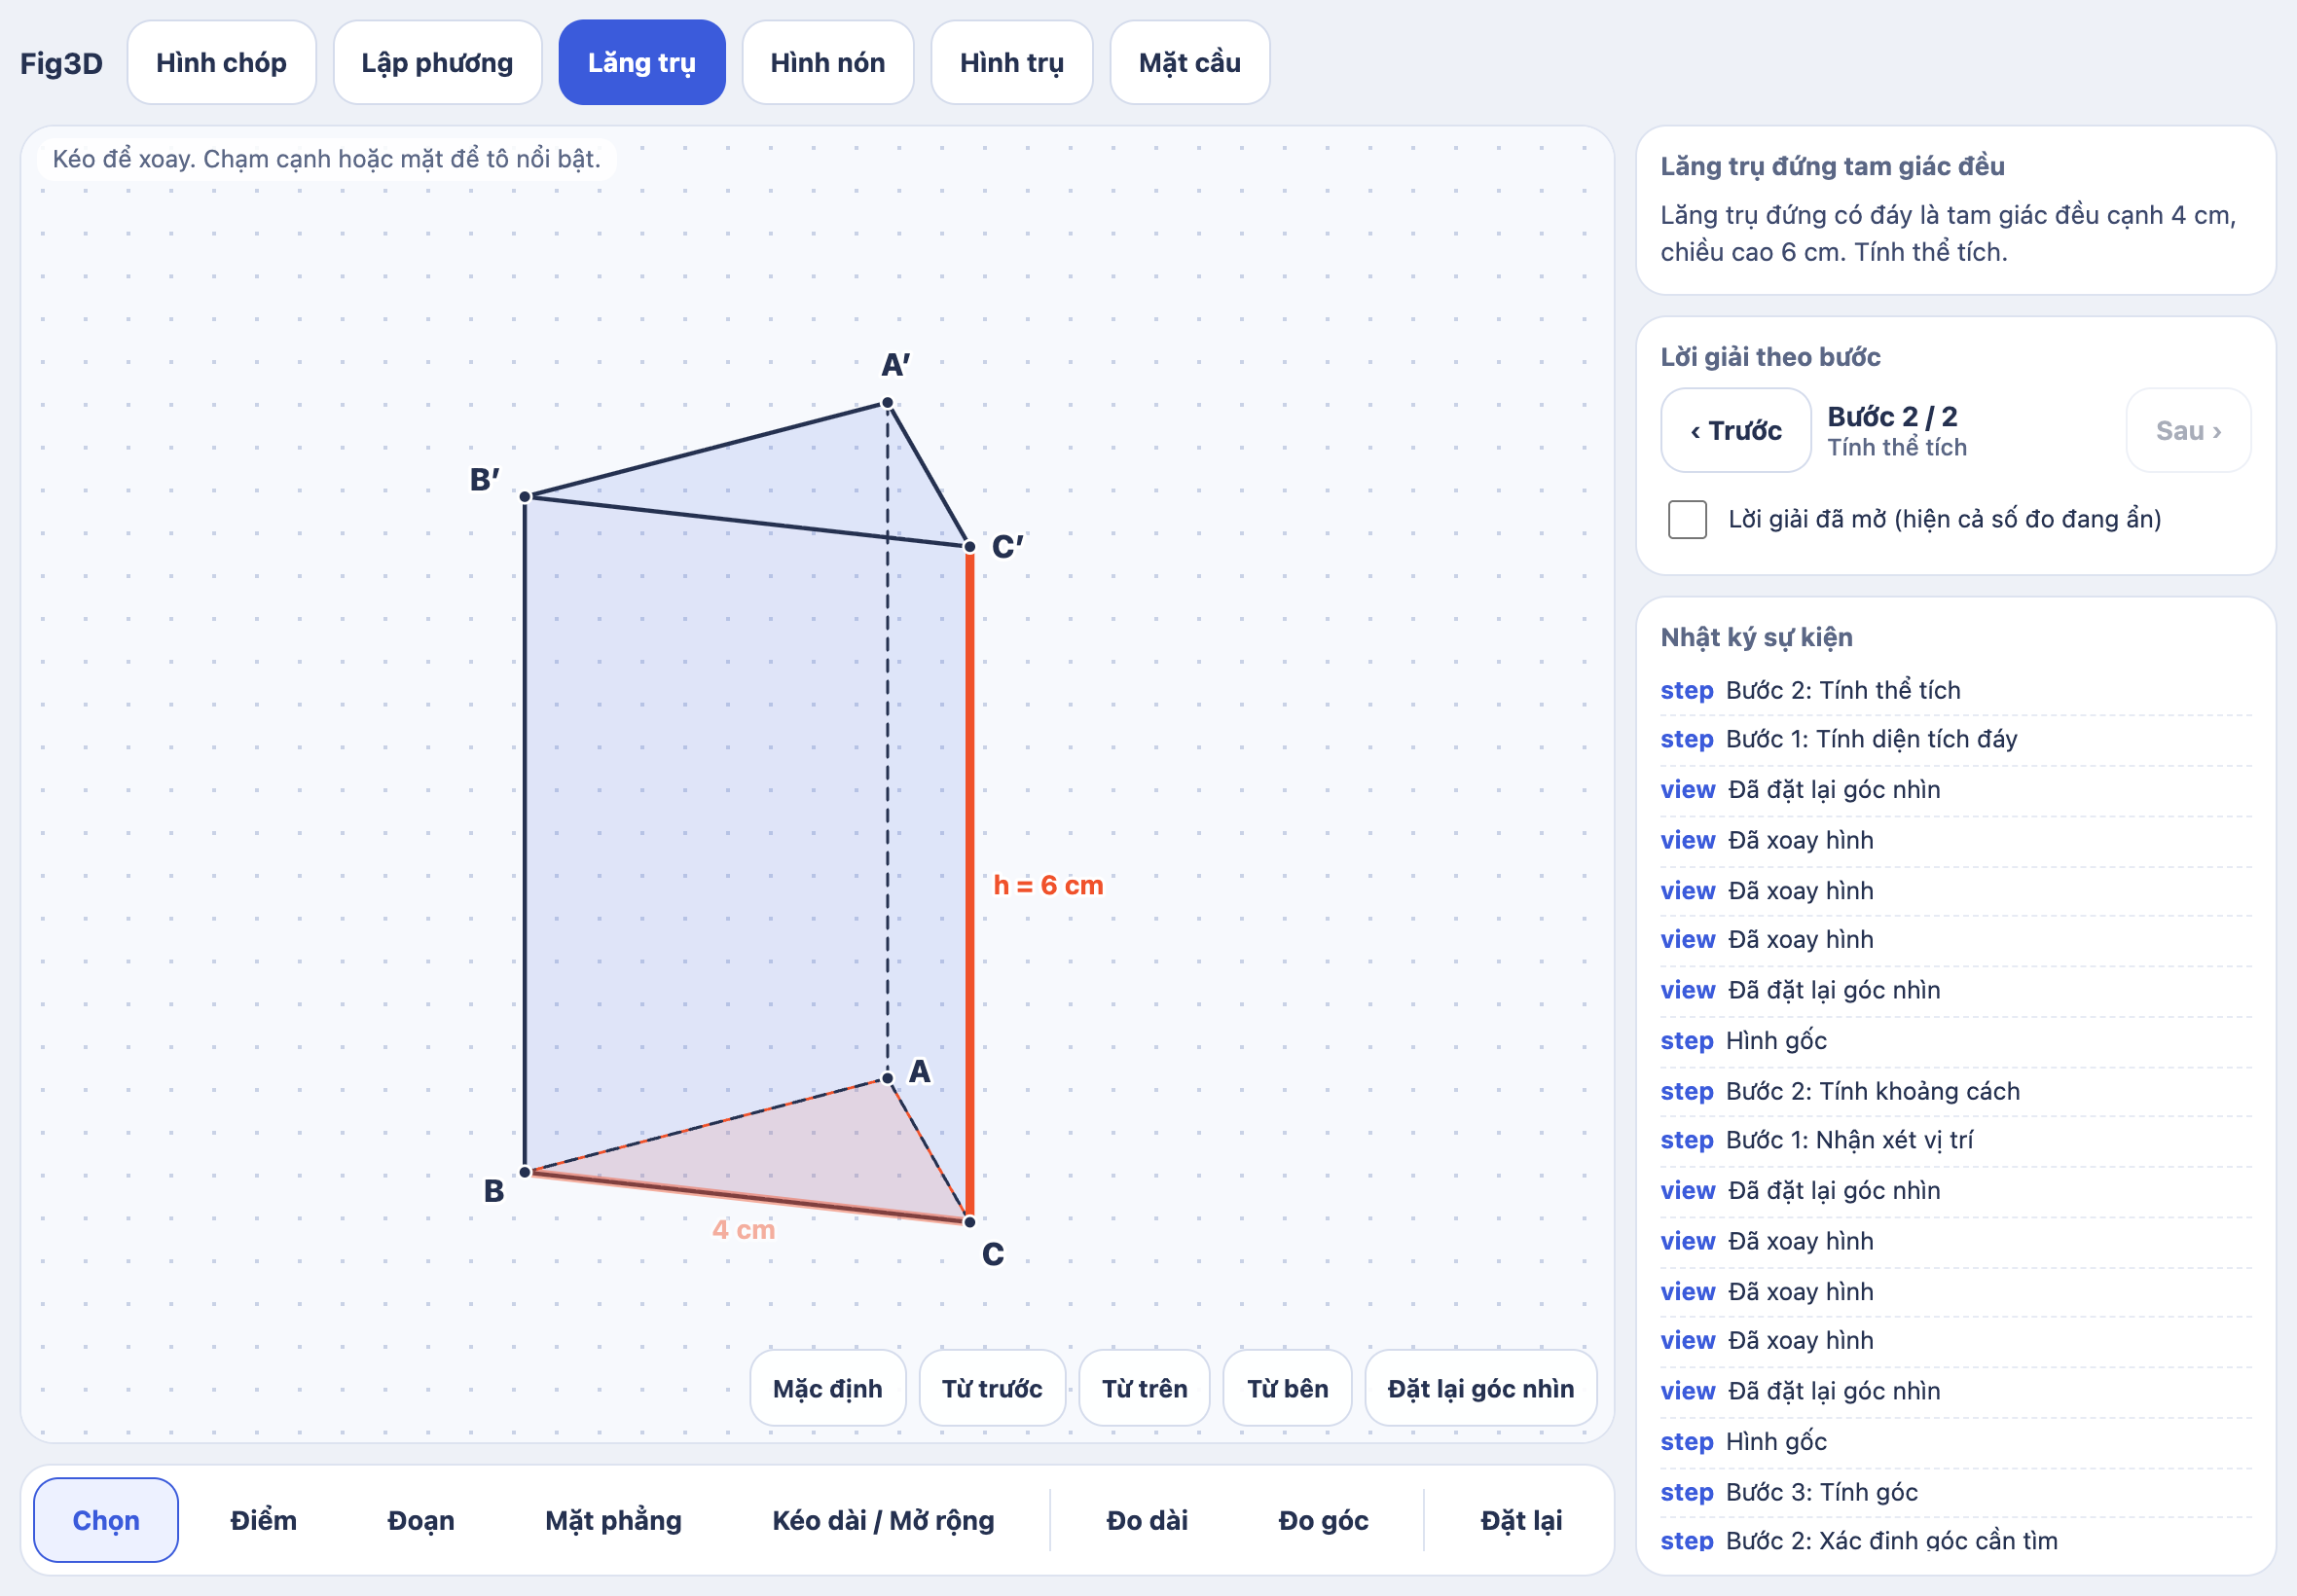 Fig3D
Hình chóp
Lập phương
Lăng trụ
Hình nón
Hình trụ
Mặt cầu
Kéo để xoay. Chạm cạnh hoặc mặt để tô nổi bật.
A′
B′
C′
h = 6 cm
A
B
4 cm
C
Mặc định
Từ trước
Từ trên
Từ bên
Đặt lại góc nhìn
Chọn
Điểm
Đoạn
Mặt phẳng
Kéo dài / Mở rộng
Đo dài
Đo góc
Đặt lại
Lăng trụ đứng tam giác đều
Lăng trụ đứng có đáy là tam giác đều cạnh 4 cm,
chiều cao 6 cm. Tính thể tích.
Lời giải theo bước
‹ Trước
Bước 2 / 2
Tính thể tích
Sau ›
Lời giải đã mở (hiện cả số đo đang ẩn)
Nhật ký sự kiện
step Bước 2: Tính thể tích
step Bước 1: Tính diện tích đáy
view Đã đặt lại góc nhìn
view Đã xoay hình
view Đã xoay hình
view Đã xoay hình
view Đã đặt lại góc nhìn
step Hình gốc
step Bước 2: Tính khoảng cách
step Bước 1: Nhận xét vị trí
view Đã đặt lại góc nhìn
view Đã xoay hình
view Đã xoay hình
view Đã xoay hình
view Đã đặt lại góc nhìn
step Hình gốc
step Bước 3: Tính góc
step Bước 2: Xác định góc cần tìm